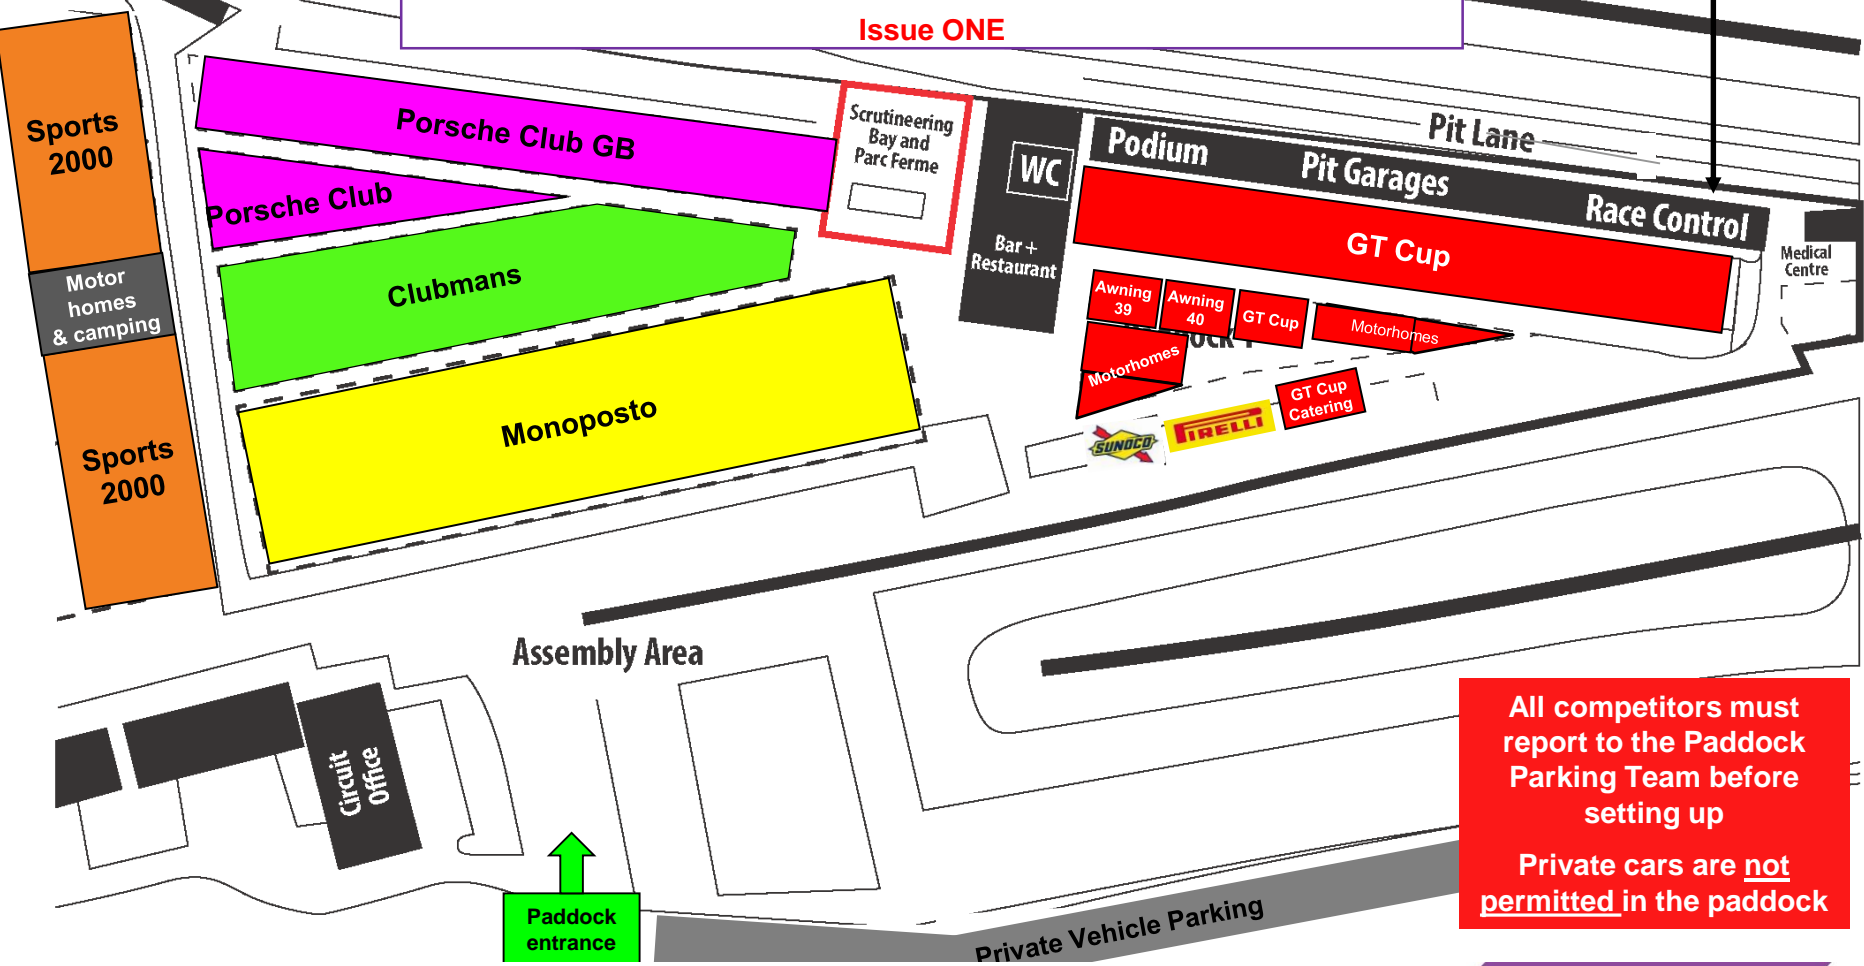 Issue ONE
Sports
2000
Porsche Club GB
Scrutineering
Bay and
Parc Ferme
WC
Podium
Pit Garages
Race Control
Pit Lane
Porsche Club
Bar +
Restaurant
GT Cup
Medical
Centre
Motor
homes
& camping
Clubmans
Awning
39
Awning
40
GT Cup
Motorhomes
Motorhomes
GT Cup
Catering
SUNOCO
PIRELLI
Monoposto
Sports
2000
Assembly Area
Circuit
Office
Paddock
entrance
Private Vehicle Parking
All competitors must
report to the Paddock
Parking Team before
setting up
Private cars are not
permitted in the paddock